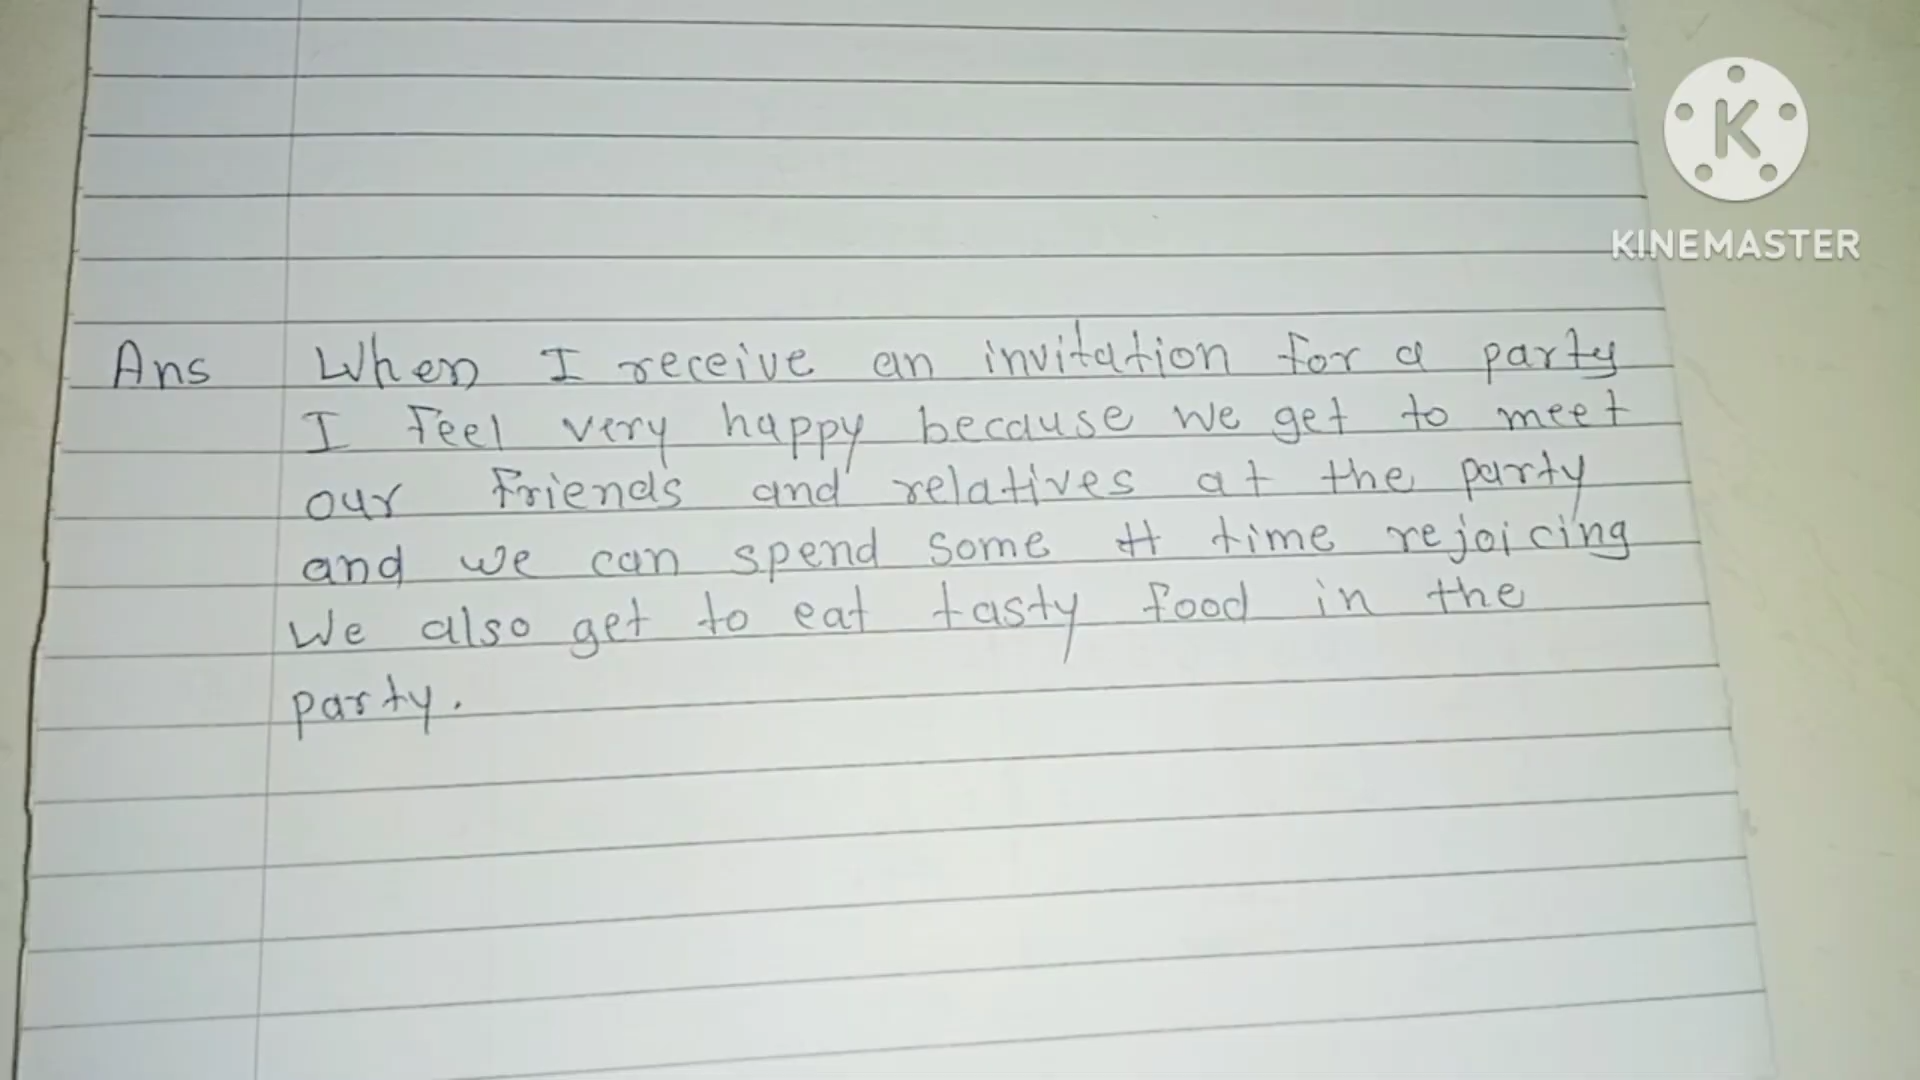 K
KINEMASTER
Ans When I receive an invitation for a party
I feel very happy because we get to meet
our friends and relatives at the party
and we can spend some tt time rejoicing
We also get to eat tasty food in the
party.